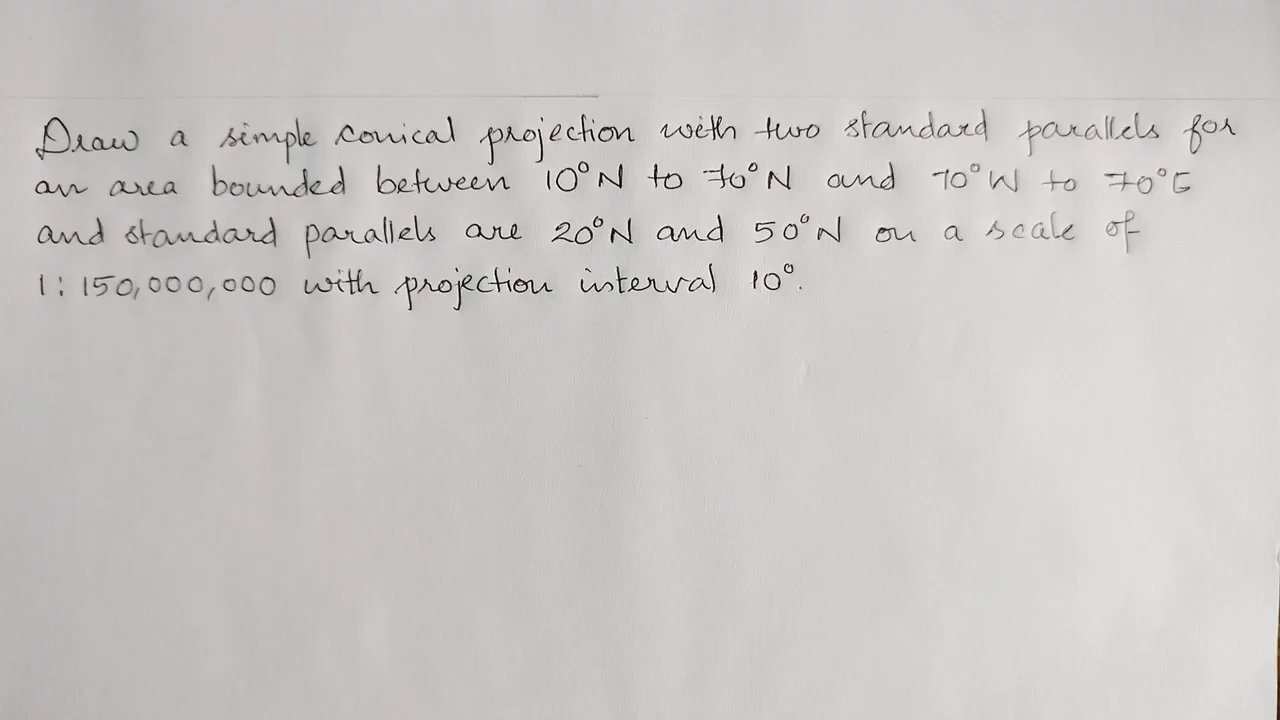 Draw a simple conical projection with two standard parallels for
an area bounded between 10°N to 70°N and 70°W to 70°E
and standard parallels are 20°N and 50°N on a scale of
1:150,000,000 with projection interval 10°.